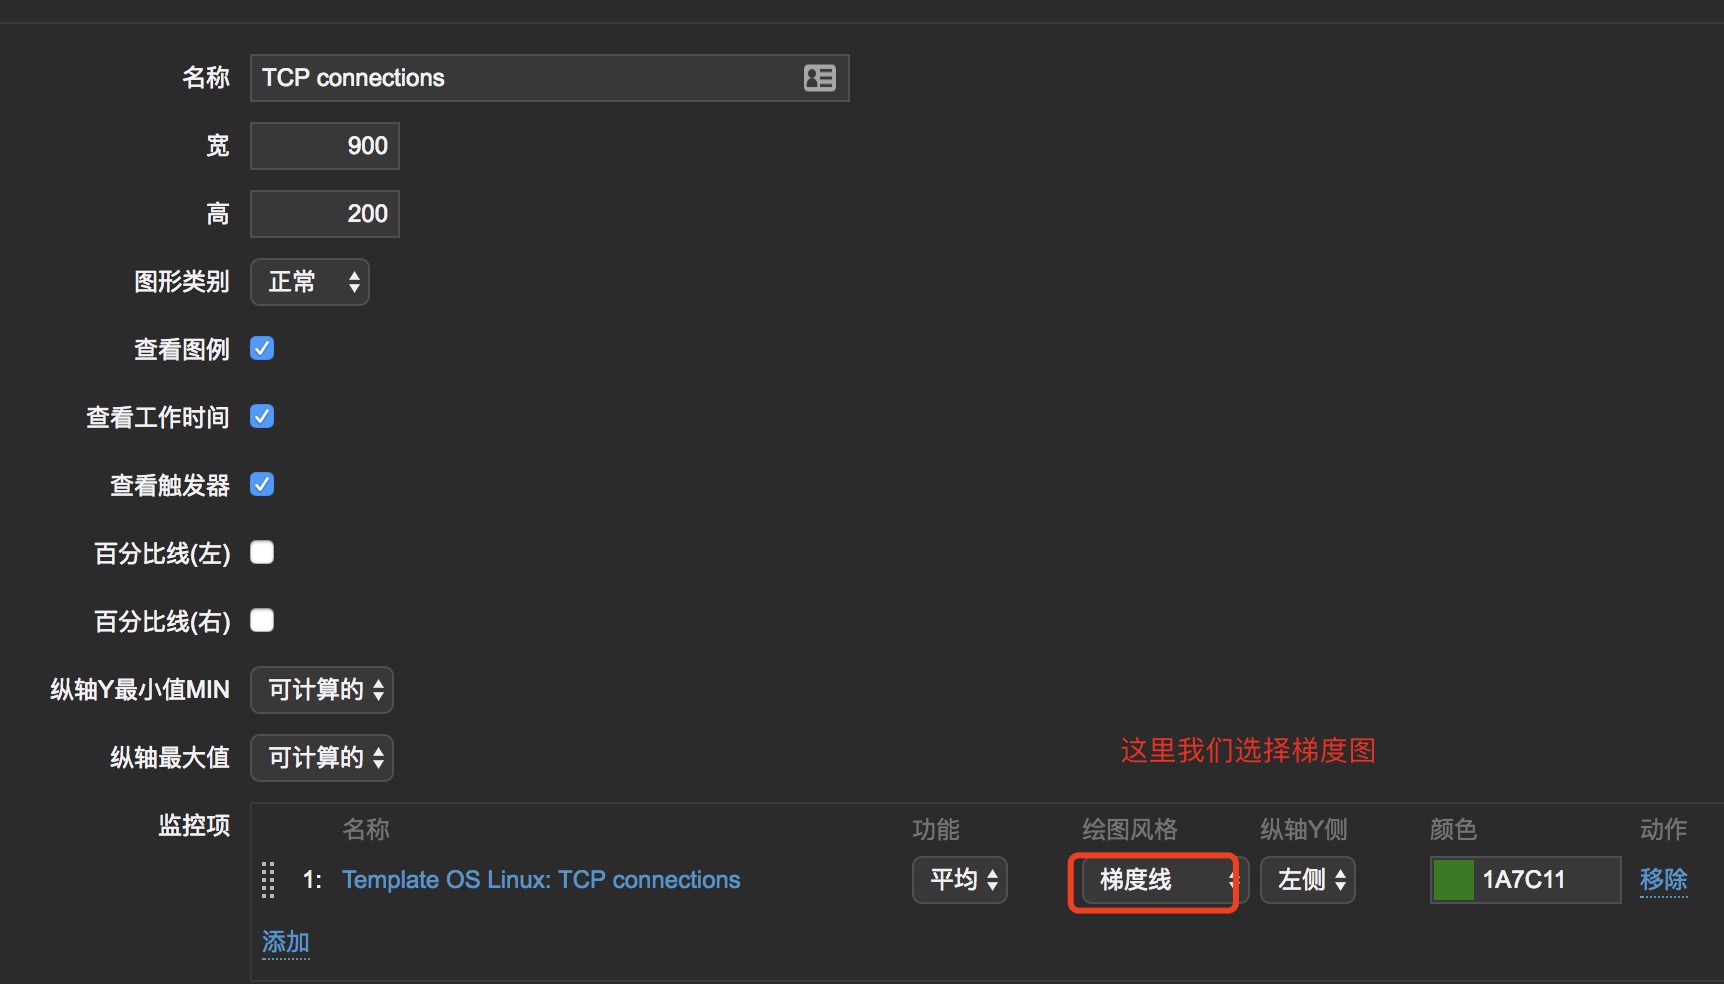 名称 TCP connections
宽 900
高 200
图形类别 正常
查看图例
查看工作时间
查看触发器
百分比线(左)
百分比线(右)
纵轴Y最小值MIN 可计算的
纵轴最大值 可计算的
这里我们选择梯度图
监控项 名称 功能 绘图风格 纵轴Y侧 颜色 动作
1: Template OS Linux: TCP connections 平均 梯度线 左侧 1A7C11 移除
添加